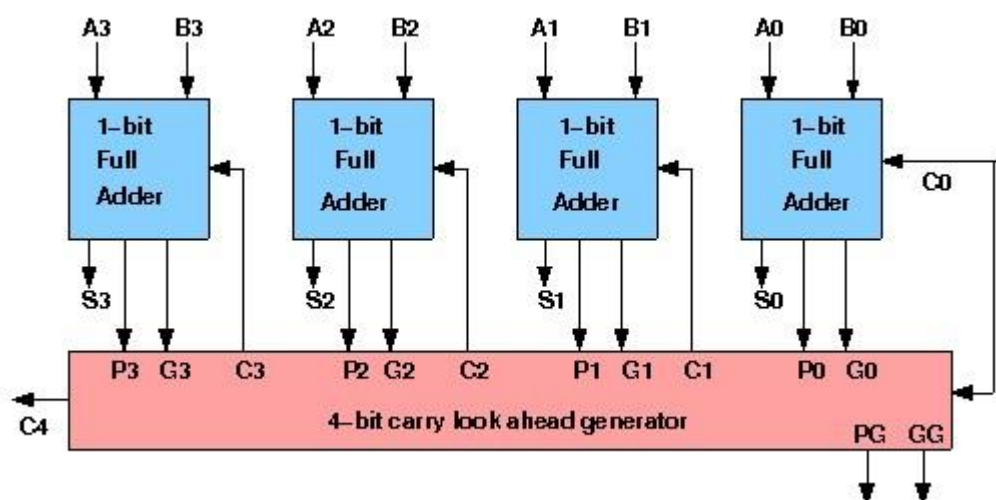 A3 B3 A2 B2 A1 B1 A0 B0
1-bit 1-bit 1-bit 1-bit
Full Full Full Full
Adder Adder Adder Adder
C0
S3 S2 S1 S0
P3 G3 C3 P2 G2 C2 P1 G1 C1 P0 G0
4-bit carry look ahead generator
C4
PG GG